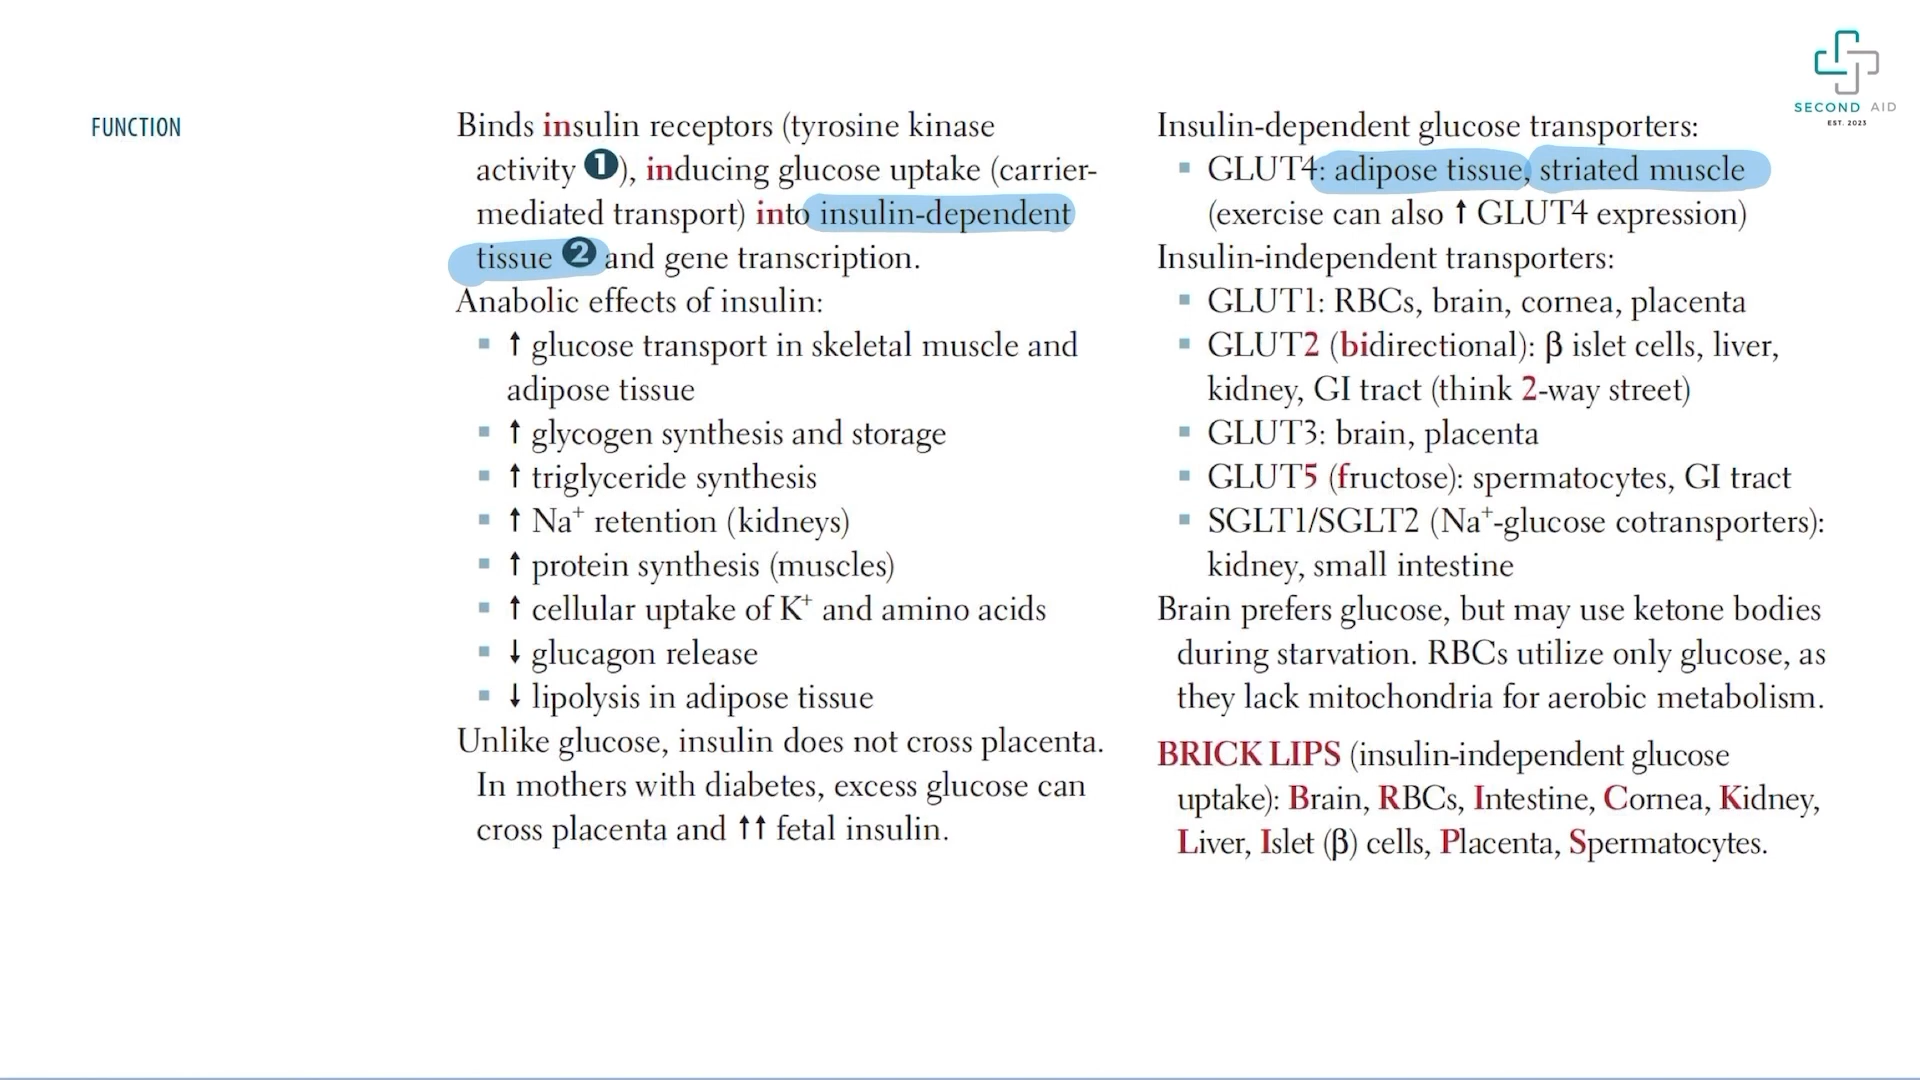 SECOND AID
EST. 2023
FUNCTION
Binds insulin receptors (tyrosine kinase
activity 1), inducing glucose uptake (carrier-
mediated transport) into insulin-dependent
tissue 2 and gene transcription.
Anabolic effects of insulin:
▪ ↑ glucose transport in skeletal muscle and
adipose tissue
▪ ↑ glycogen synthesis and storage
▪ ↑ triglyceride synthesis
▪ ↑ Na⁺ retention (kidneys)
▪ ↑ protein synthesis (muscles)
▪ ↑ cellular uptake of K⁺ and amino acids
▪ ↓ glucagon release
▪ ↓ lipolysis in adipose tissue
Unlike glucose, insulin does not cross placenta.
In mothers with diabetes, excess glucose can
cross placenta and ↑↑ fetal insulin.
Insulin-dependent glucose transporters:
▪ GLUT4: adipose tissue, striated muscle
(exercise can also ↑ GLUT4 expression)
Insulin-independent transporters:
▪ GLUT1: RBCs, brain, cornea, placenta
▪ GLUT2 (bidirectional): β islet cells, liver,
kidney, GI tract (think 2-way street)
▪ GLUT3: brain, placenta
▪ GLUT5 (fructose): spermatocytes, GI tract
▪ SGLT1/SGLT2 (Na⁺-glucose cotransporters):
kidney, small intestine
Brain prefers glucose, but may use ketone bodies
during starvation. RBCs utilize only glucose, as
they lack mitochondria for aerobic metabolism.
BRICK LIPS (insulin-independent glucose
uptake): Brain, RBCs, Intestine, Cornea, Kidney,
Liver, Islet (β) cells, Placenta, Spermatocytes.